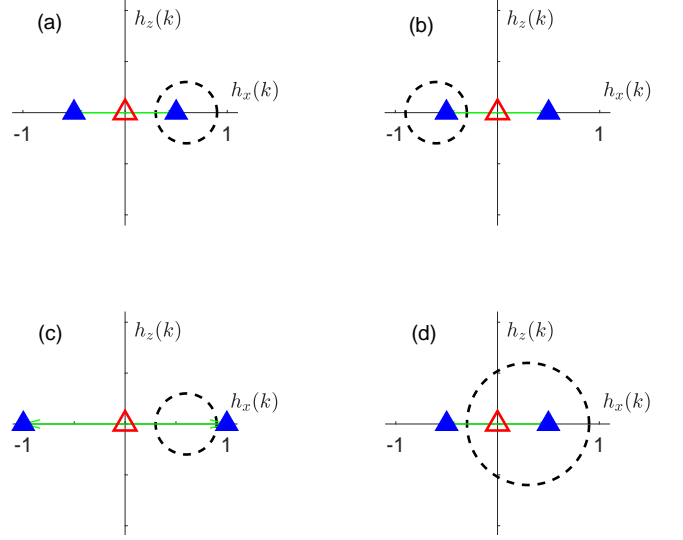 (a) h_z(k)
h_x(k)
-1 1
(b) h_z(k)
h_x(k)
-1 1
(c) h_z(k)
h_x(k)
-1 1
(d) h_z(k)
h_x(k)
-1 1